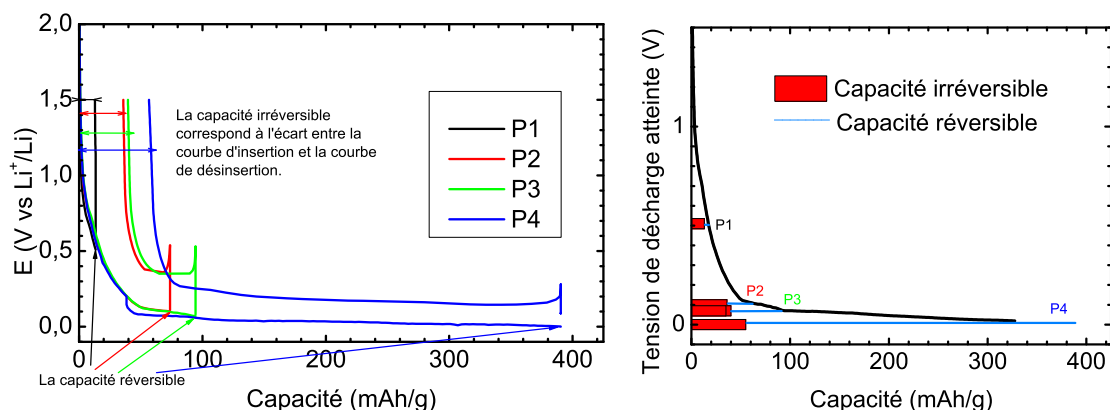 2,0
1,5
1,0
0,5
0,0
E (V vs Li+/Li)
0
100
200
300
400
Capacité (mAh/g)
La capacité irréversible
correspond à l'écart entre la
courbe d'insertion et la courbe
de désinsertion.
P1
P2
P3
P4
La capacité réversible
Tension de décharge atteinte (V)
1
0
Capacité irréversible
Capacité réversible
P1
P2
P3
P4
0
100
200
300
400
Capacité (mAh/g)